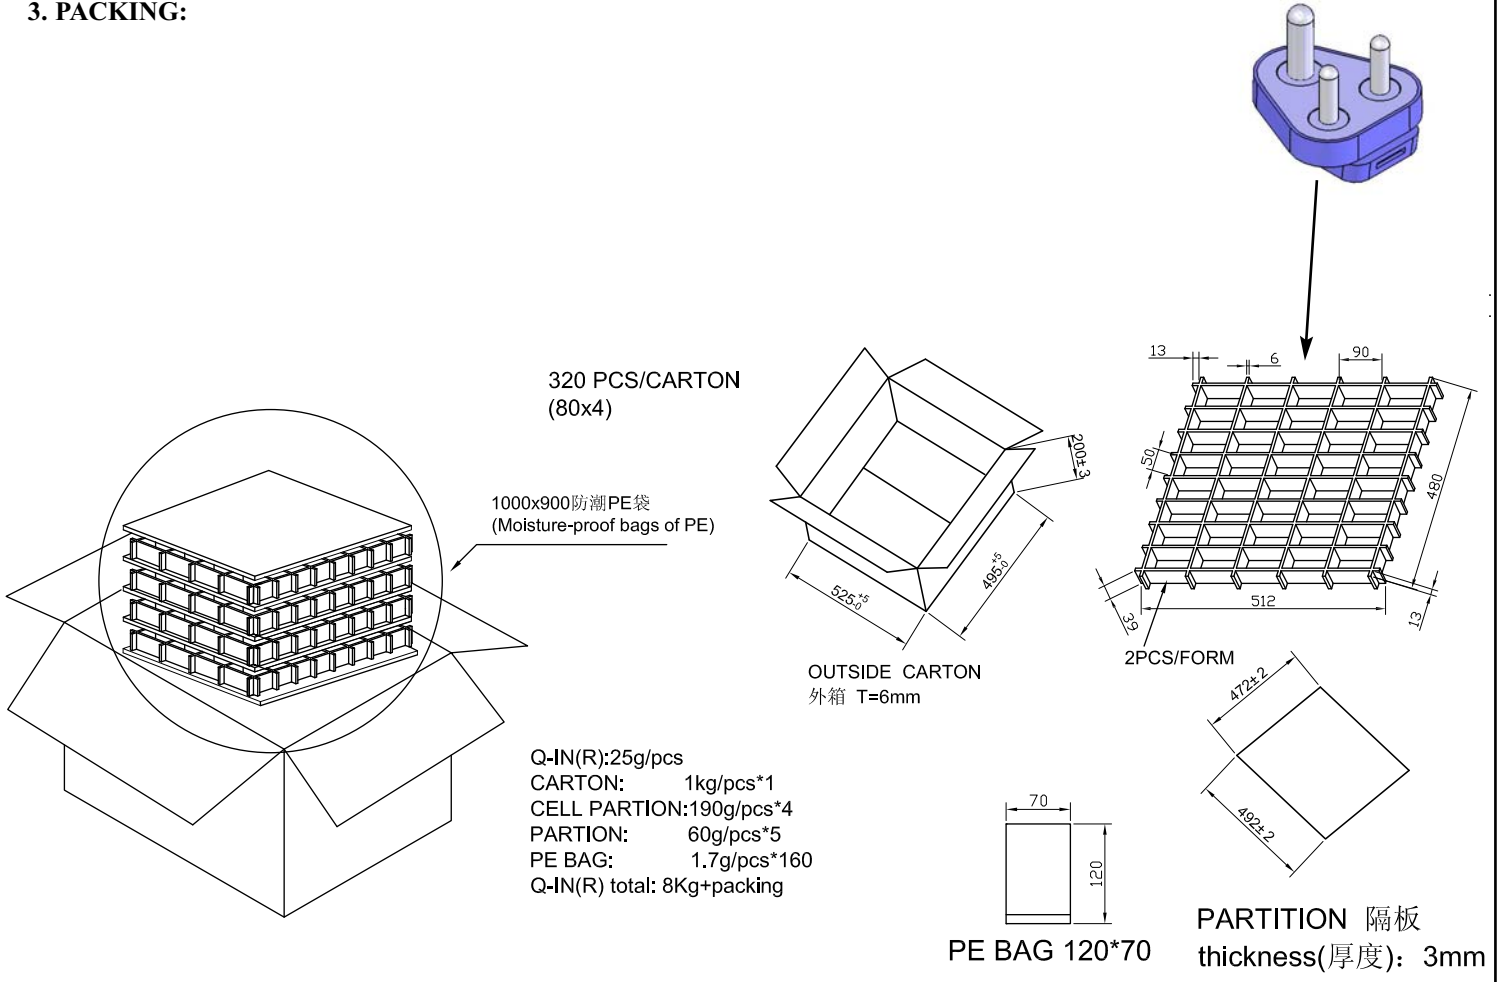 3. PACKING:
320 PCS/CARTON
(80x4)
1000x900防潮PE袋
(Moisture-proof bags of PE)
200±3
495 +5 -0
525 +5 -0
OUTSIDE CARTON
外箱 T=6mm
13
6
90
50
480
512
39
13
2PCS/FORM
Q-IN(R):25g/pcs
CARTON: 1kg/pcs*1
CELL PARTION:190g/pcs*4
PARTION: 60g/pcs*5
PE BAG: 1.7g/pcs*160
Q-IN(R) total: 8Kg+packing
70
120
PE BAG 120*70
472±2
492±2
PARTITION 隔板
thickness(厚度): 3mm